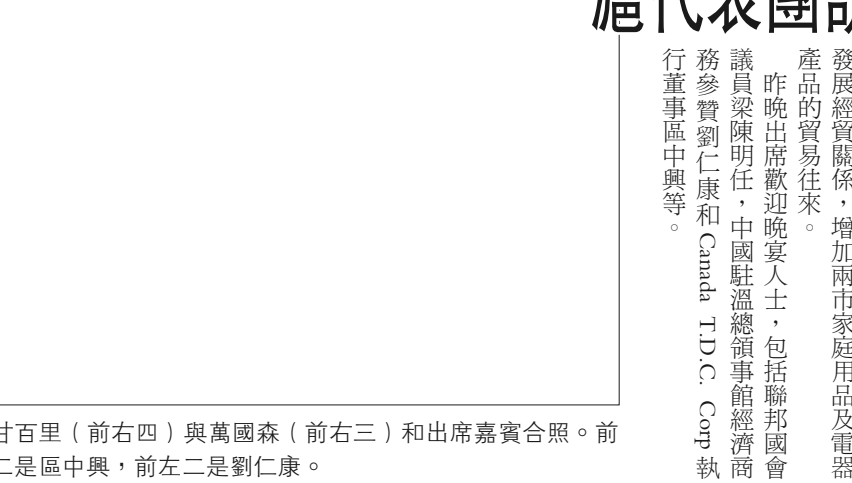 代表團
發展經貿關係，增加兩市家庭用品及電器
產品的貿易往來。
昨晚出席歡迎晚宴人士，包括聯邦國會
議員梁陳明任，中國駐溫總領事館經濟商
務參贊劉仁康和 Canada T.D.C. Corp 執
行董事區中興等。
甘百里（前右四）與萬國森（前右三）和出席嘉賓合照。前
二是區中興，前左二是劉仁康。